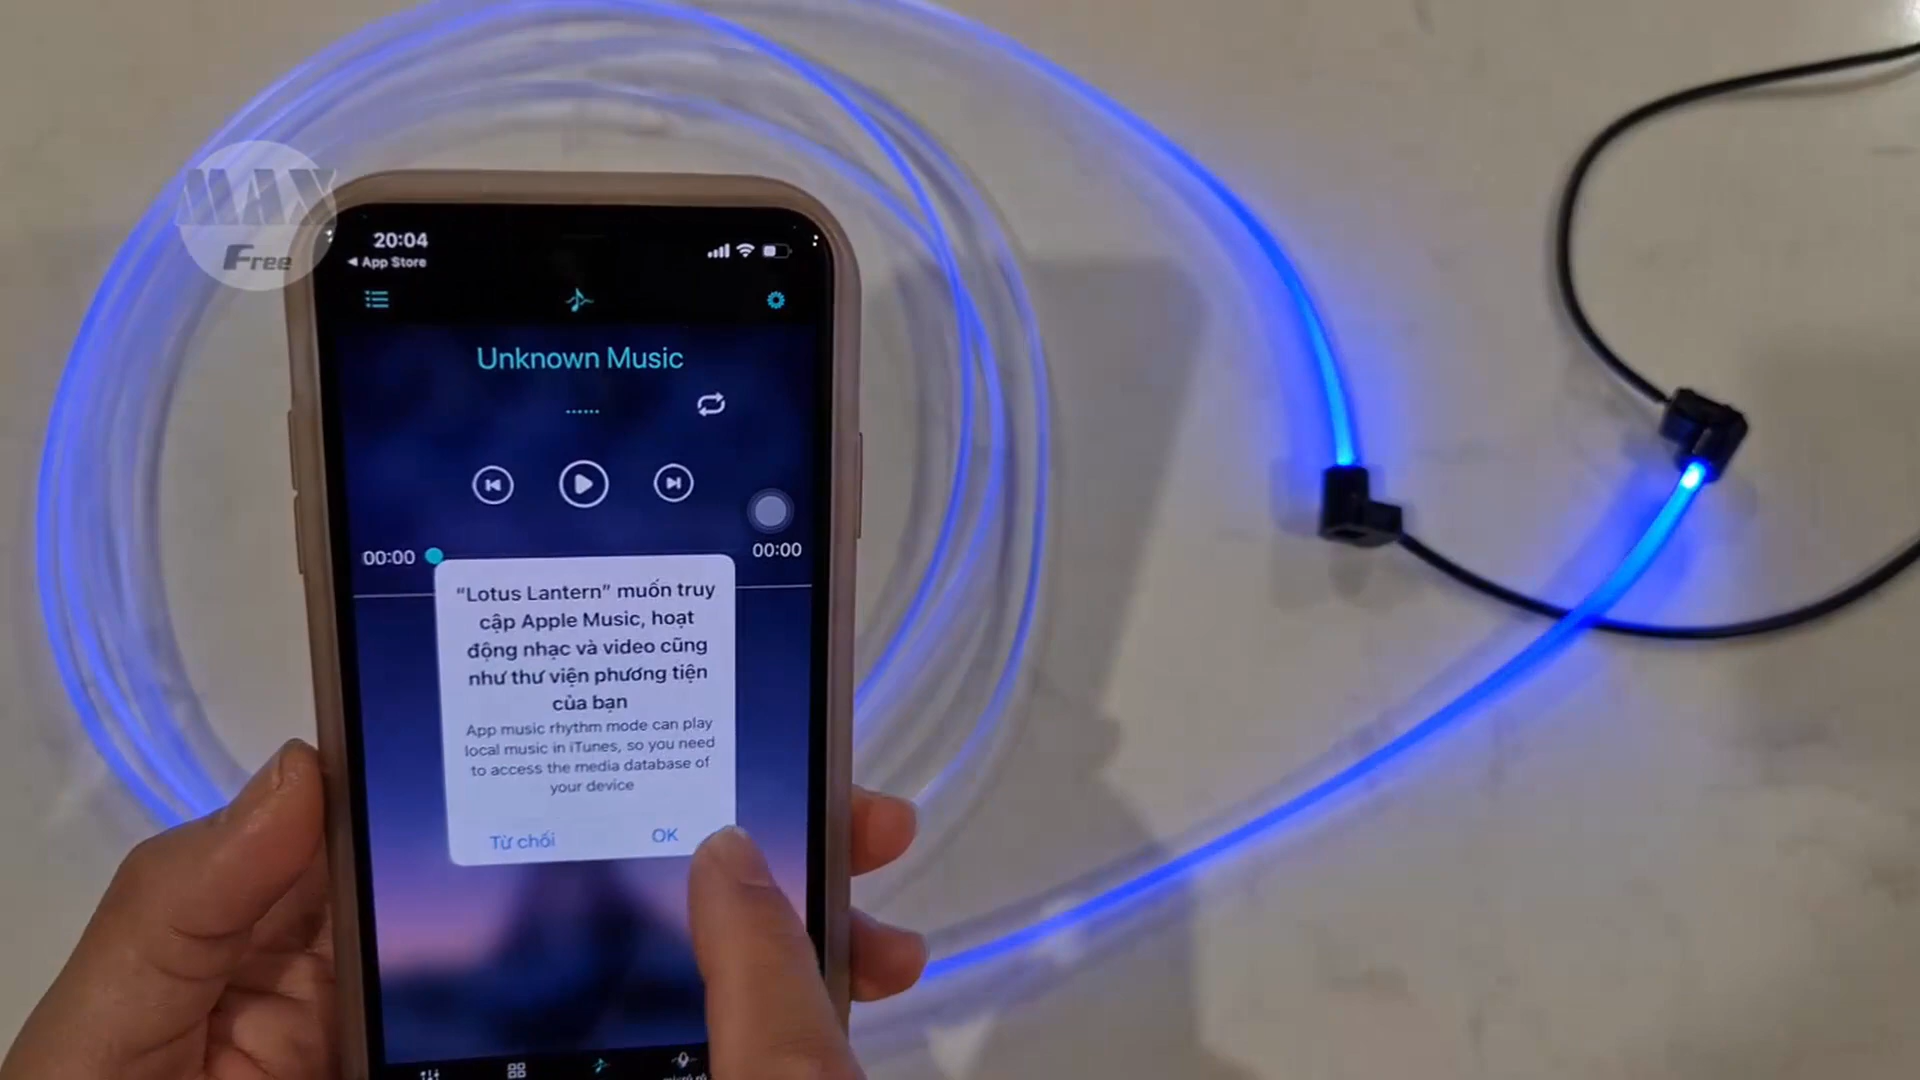 MAX
Free
20:04
App Store
Unknown Music
00:00
00:00
“Lotus Lantern” muốn truy
cập Apple Music, hoạt
động nhạc và video cũng
như thư viện phương tiện
của bạn
App music rhythm mode can play
local music in iTunes, so you need
to access the media database of
your device
Từ chối
OK